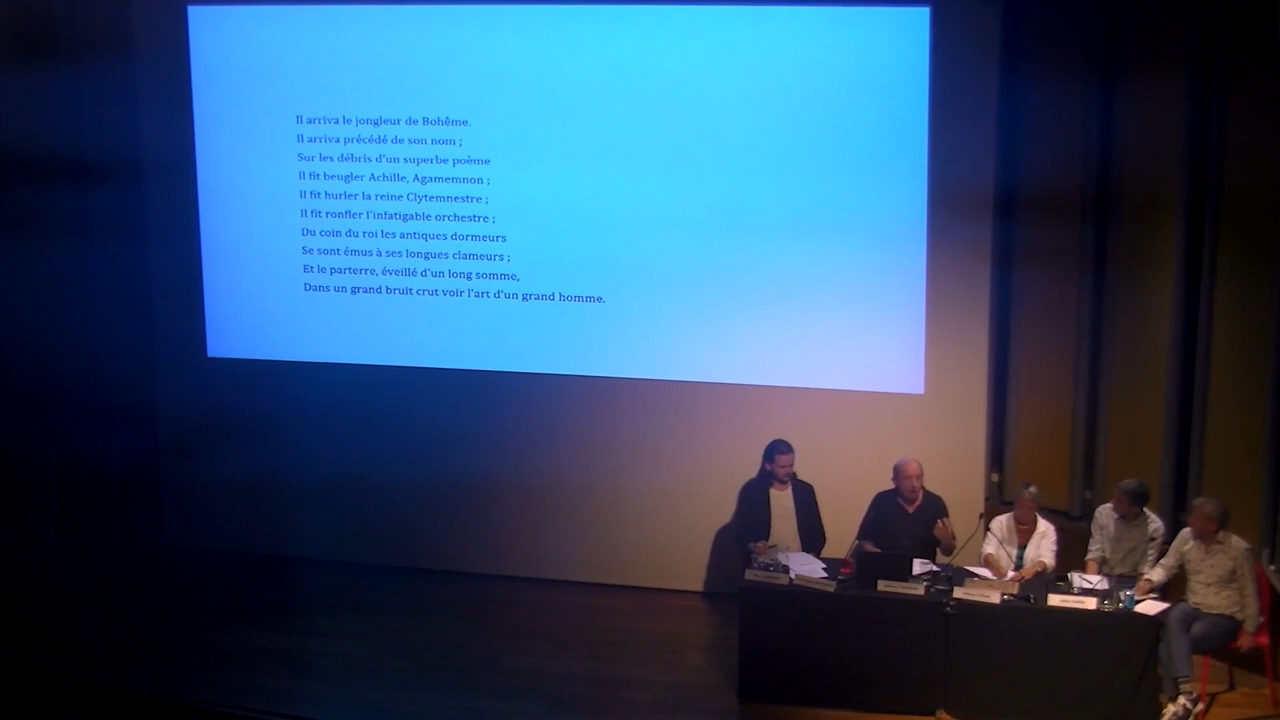 Il arriva le jongleur de Bohême.
Il arriva précédé de son nom ;
Sur les débris d'un superbe poème
Il fit beugler Achille, Agamemnon ;
Il fit hurler la reine Clytemnestre ;
Il fit ronfler l'infatigable orchestre ;
Du coin du roi les antiques dormeurs
Se sont émus à ses longues clameurs ;
Et le parterre, éveillé d'un long somme,
Dans un grand bruit crut voir l'art d'un grand homme.